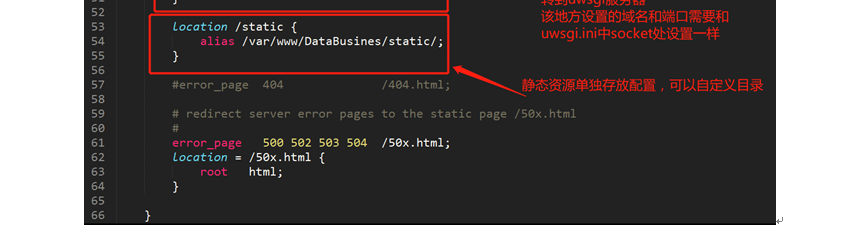 51 }
转到uwsgi服务器
52
该地方设置的域名和端口需要和
53 location /static {
uwsgi.ini中socket处设置一样
54 alias /var/www/DataBusines/static/;
55 }
56
57 #error_page 404 /404.html;
静态资源单独存放配置，可以自定义目录
58
59 # redirect server error pages to the static page /50x.html
60 #
61 error_page 500 502 503 504 /50x.html;
62 location = /50x.html {
63 root html;
64 }
65
66 }